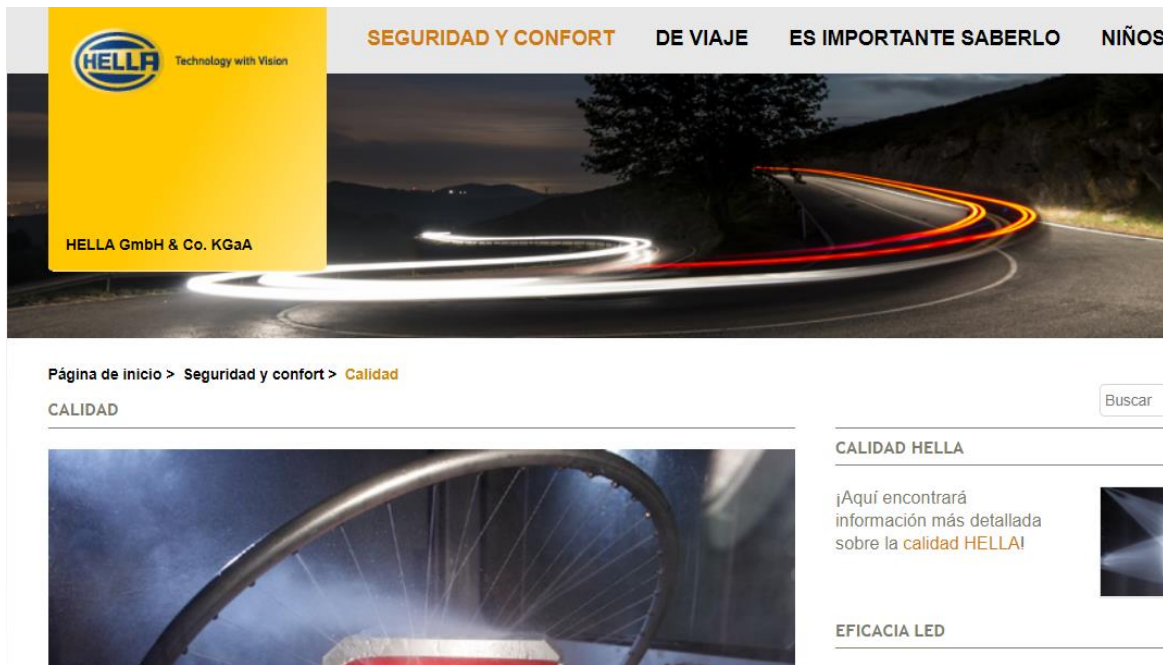 SEGURIDAD Y CONFORT DE VIAJE ES IMPORTANTE SABERLO NIÑOS
HELLA Technology with Vision
HELLA GmbH & Co. KGaA
Página de inicio > Seguridad y confort > Calidad
CALIDAD
Buscar
CALIDAD HELLA
¡Aquí encontrará
información más detallada
sobre la calidad HELLA!
EFICACIA LED